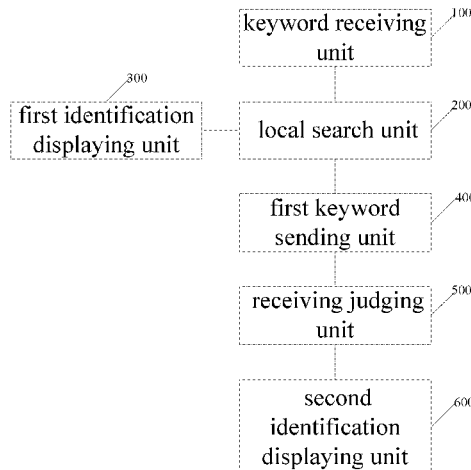 100
keyword receiving
unit
300
200
first identification
displaying unit
local search unit
400
first keyword
sending unit
500
receiving judging
unit
600
second
identification
displaying unit